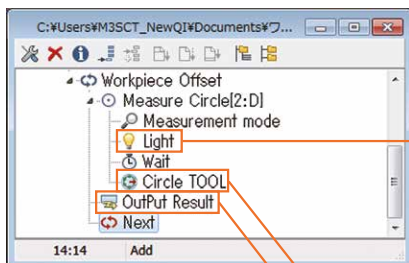 C:¥Users¥M3SCT_NewQI¥Documents¥ワ...
Workpiece Offset
Measure Circle[2:D]
Measurement mode
Light
Wait
Circle TOOL
OutPut Result
Next
14:14 Add